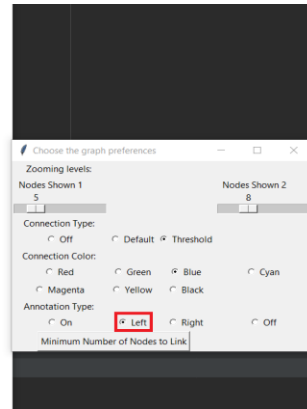 Choose the graph preferences
Zooming levels:
Nodes Shown 1 Nodes Shown 2
5 8
Connection Type:
Off Default Threshold
Connection Color:
Red Green Blue Cyan
Magenta Yellow Black
Annotation Type:
On Left Right Off
Minimum Number of Nodes to Link